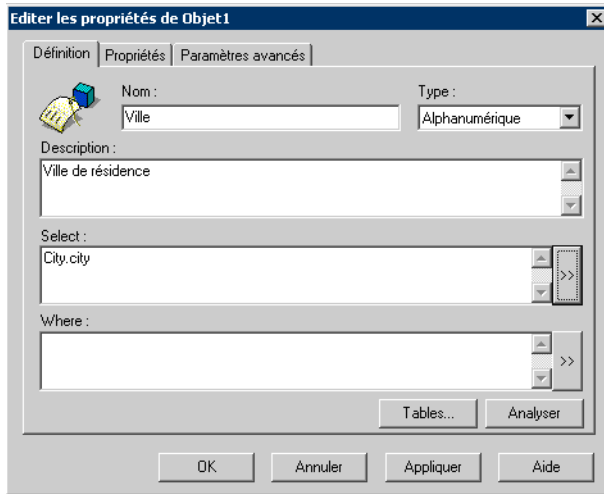 Editer les propriétés de Objet1
Définition Propriétés Paramètres avancés
Nom : Type :
Ville Alphanumérique
Description :
Ville de résidence
Select :
City.city
>>
Where :
>>
Tables... Analyser
OK Annuler Appliquer Aide